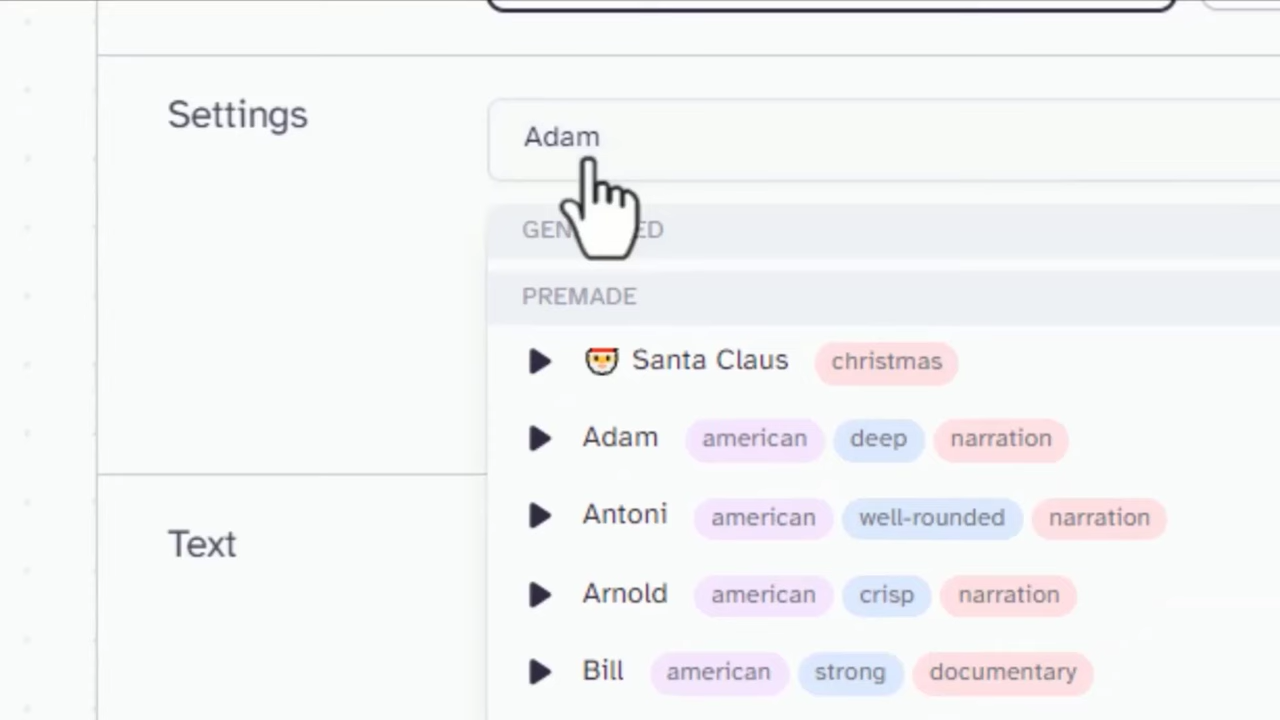 Settings
Adam
PREMADE
Santa Claus christmas
Adam american deep narration
Antoni american well-rounded narration
Text
Arnold american crisp narration
Bill american strong documentary